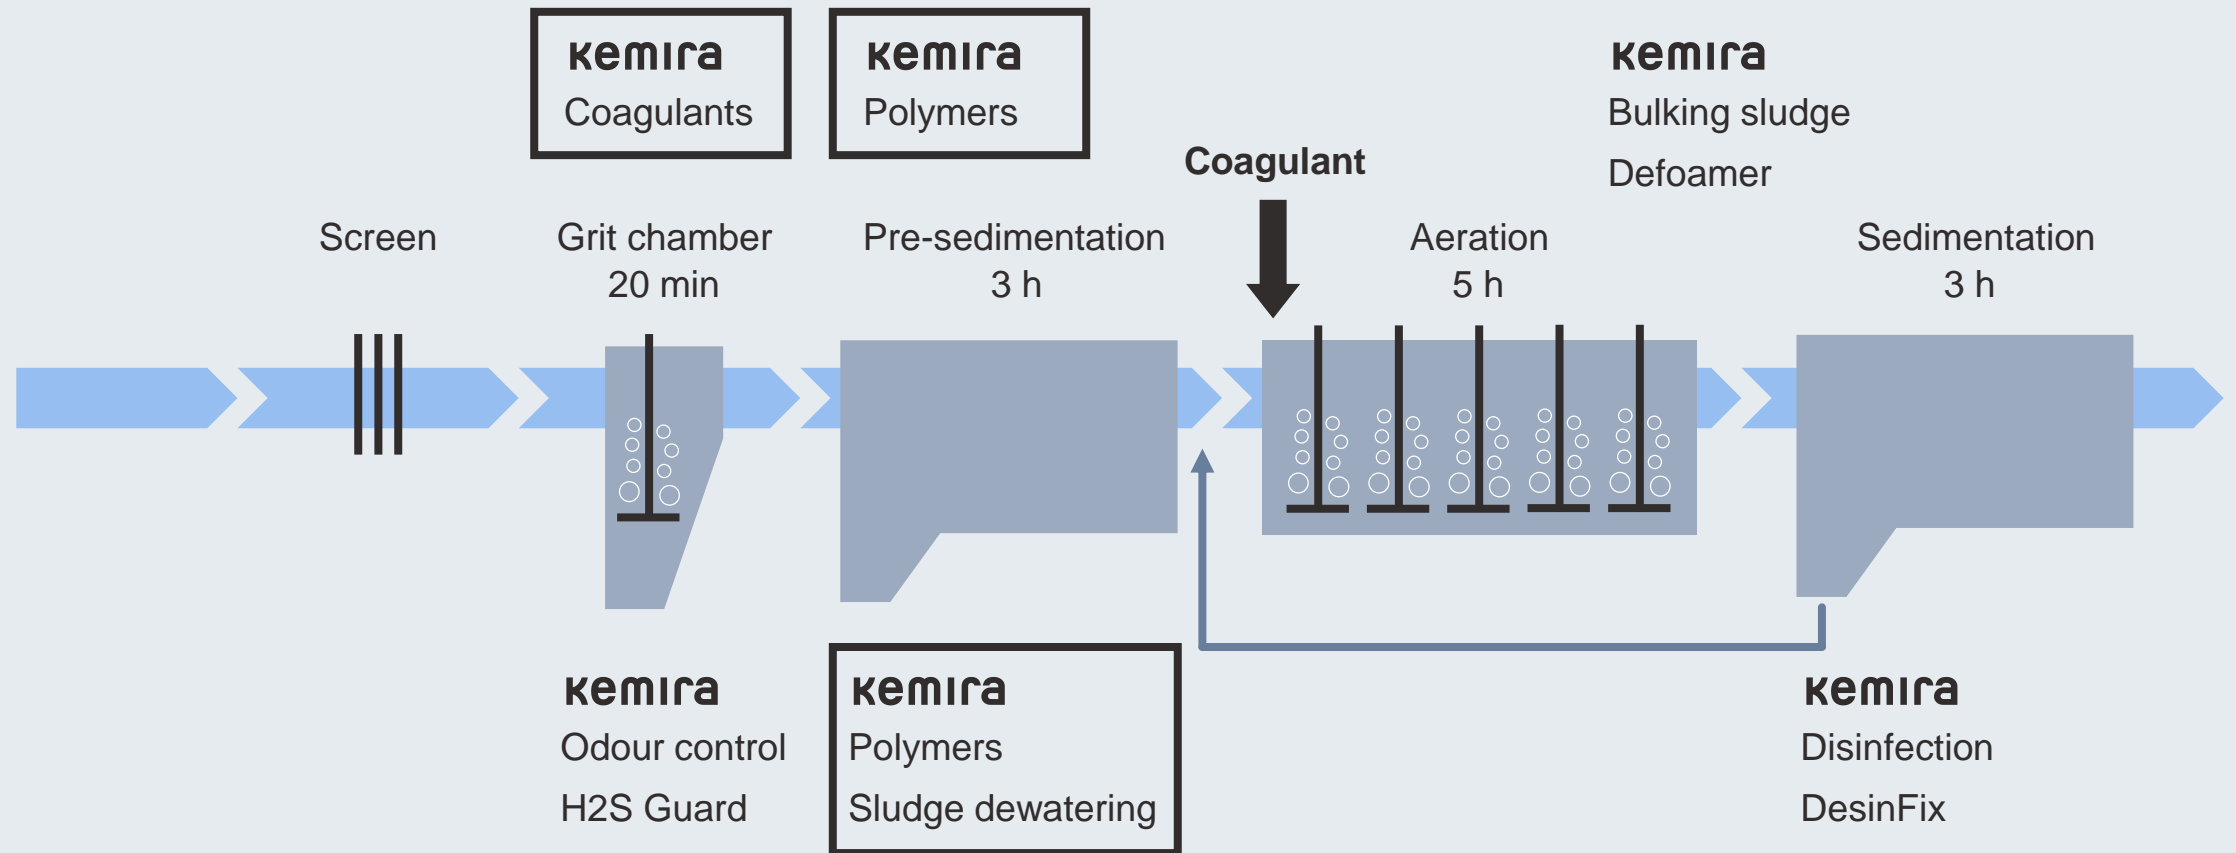 kemira
Coagulants
kemira
Polymers
kemira
Bulking sludge
Defoamer
Coagulant
Screen
Grit chamber
20 min
Pre-sedimentation
3 h
Aeration
5 h
Sedimentation
3 h
kemira
Odour control
H2S Guard
kemira
Polymers
Sludge dewatering
kemira
Disinfection
DesinFix